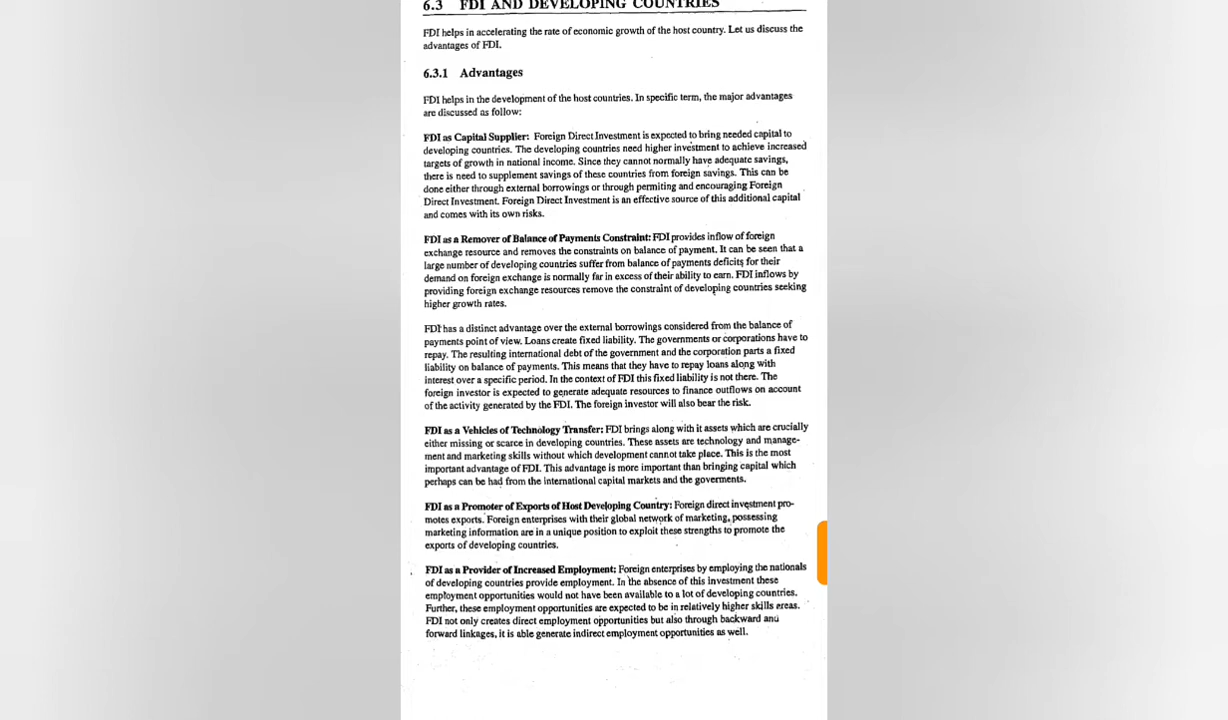 6.3 FDI AND DEVELOPING COUNTRIES
FDI helps in accelerating the rate of economic growth of the host country. Let us discuss the
advantages of FDI.
6.3.1 Advantages
FDI helps in the development of the host countries. In specific term, the major advantages
are discussed as follow:
FDI as Capital Supplier: Foreign Direct Investment is expected to bring needed capital to
developing countries. The developing countries need higher investment to achieve increased
targets of growth in national income. Since they cannot normally have adequate savings,
there is need to supplement savings of these countries from foreign savings. This can be
done either through external borrowings or through permiting and encouraging Foreign
Direct Investment. Foreign Direct Investment is an effective source of this additional capital
and comes with its own risks.
FDI as a Remover of Balance of Payments Constraint: FDI provides inflow of foreign
exchange resource and removes the constraints on balance of payment. It can be seen that a
large number of developing countries suffer from balance of payments deficits for their
demand on foreign exchange is normally far in excess of their ability to earn. FDI inflows by
providing foreign exchange resources remove the constraint of developing countries seeking
higher growth rates.
FDI has a distinct advantage over the external borrowings considered from the balance of
payments point of view. Loans create fixed liability. The governments or corporations have to
repay. The resulting international debt of the government and the corporation parts a fixed
liability on balance of payments. This means that they have to repay loans along with
interest over a specific period. In the context of FDI this fixed liability is not there. The
foreign investor is expected to generate adequate resources to finance outflows on account
of the activity generated by the FDI. The foreign investor will also bear the risk.
FDI as a Vehicles of Technology Transfer: FDI brings along with it assets which are crucially
either missing or scarce in developing countries. These assets are technology and manage-
ment and marketing skills without which development cannot take place. This is the most
important advantage of FDI. This advantage is more important than bringing capital which
perhaps can be had from the international capital markets and the goverments.
FDI as a Promoter of Exports of Host Developing Country: Foreign direct investment pro-
motes exports. Foreign enterprises with their global network of marketing, possessing
marketing information are in a unique position to exploit these strengths to promote the
exports of developing countries.
FDI as a Provider of Increased Employment: Foreign enterprises by employing the nationals
of developing countries provide employment. In the absence of this investment these
employment opportunities would not have been available to a lot of developing countries.
Further, these employment opportunities are expected to be in relatively higher skills areas.
FDI not only creates direct employment opportunities but also through backward and
forward linkages, it is able generate indirect employment opportunities as well.